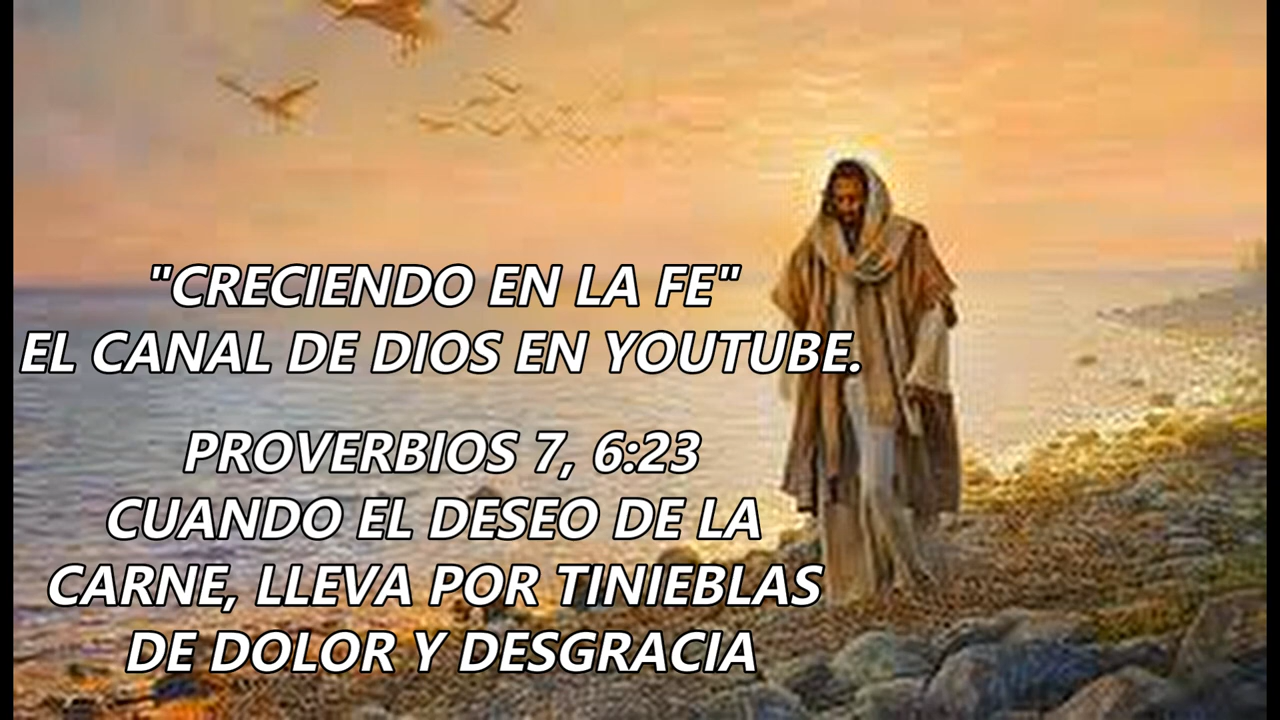 "CRECIENDO EN LA FE"
EL CANAL DE DIOS EN YOUTUBE.
PROVERBIOS 7, 6:23
CUANDO EL DESEO DE LA
CARNE, LLEVA POR TINIEBLAS
DE DOLOR Y DESGRACIA